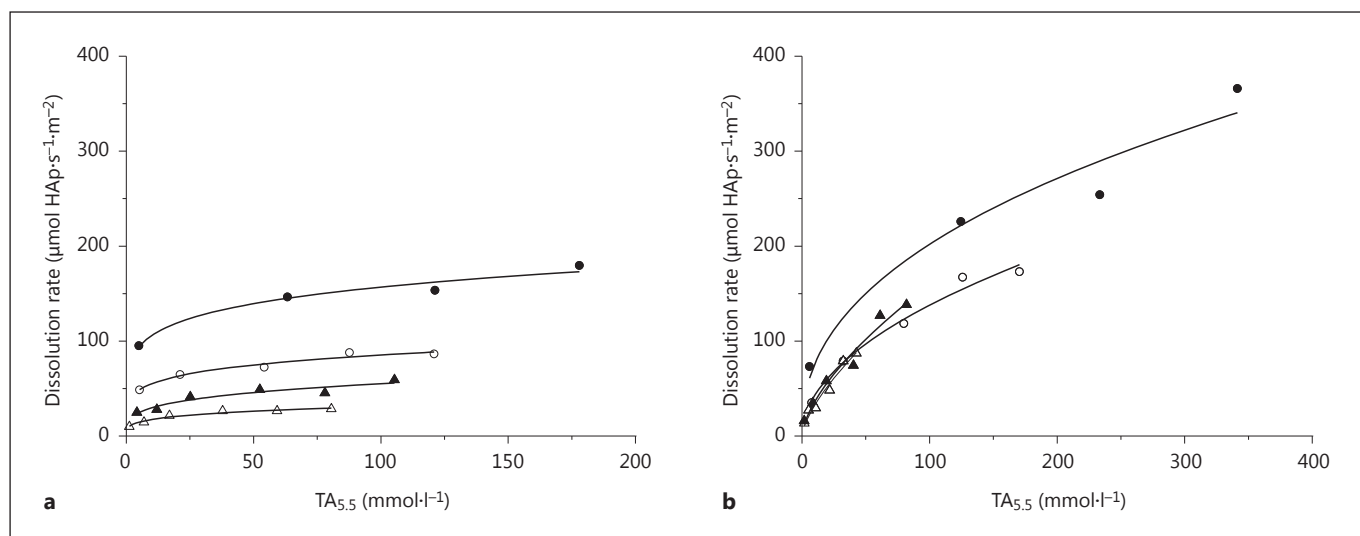 400
300
200
100
0
Dissolution rate (μmol HAp·s⁻¹·m⁻²)
0 50 100 150 200
TA₅.₅ (mmol·l⁻¹)
a
400
300
200
100
0
Dissolution rate (μmol HAp·s⁻¹·m⁻²)
0 100 200 300 400
TA₅.₅ (mmol·l⁻¹)
b